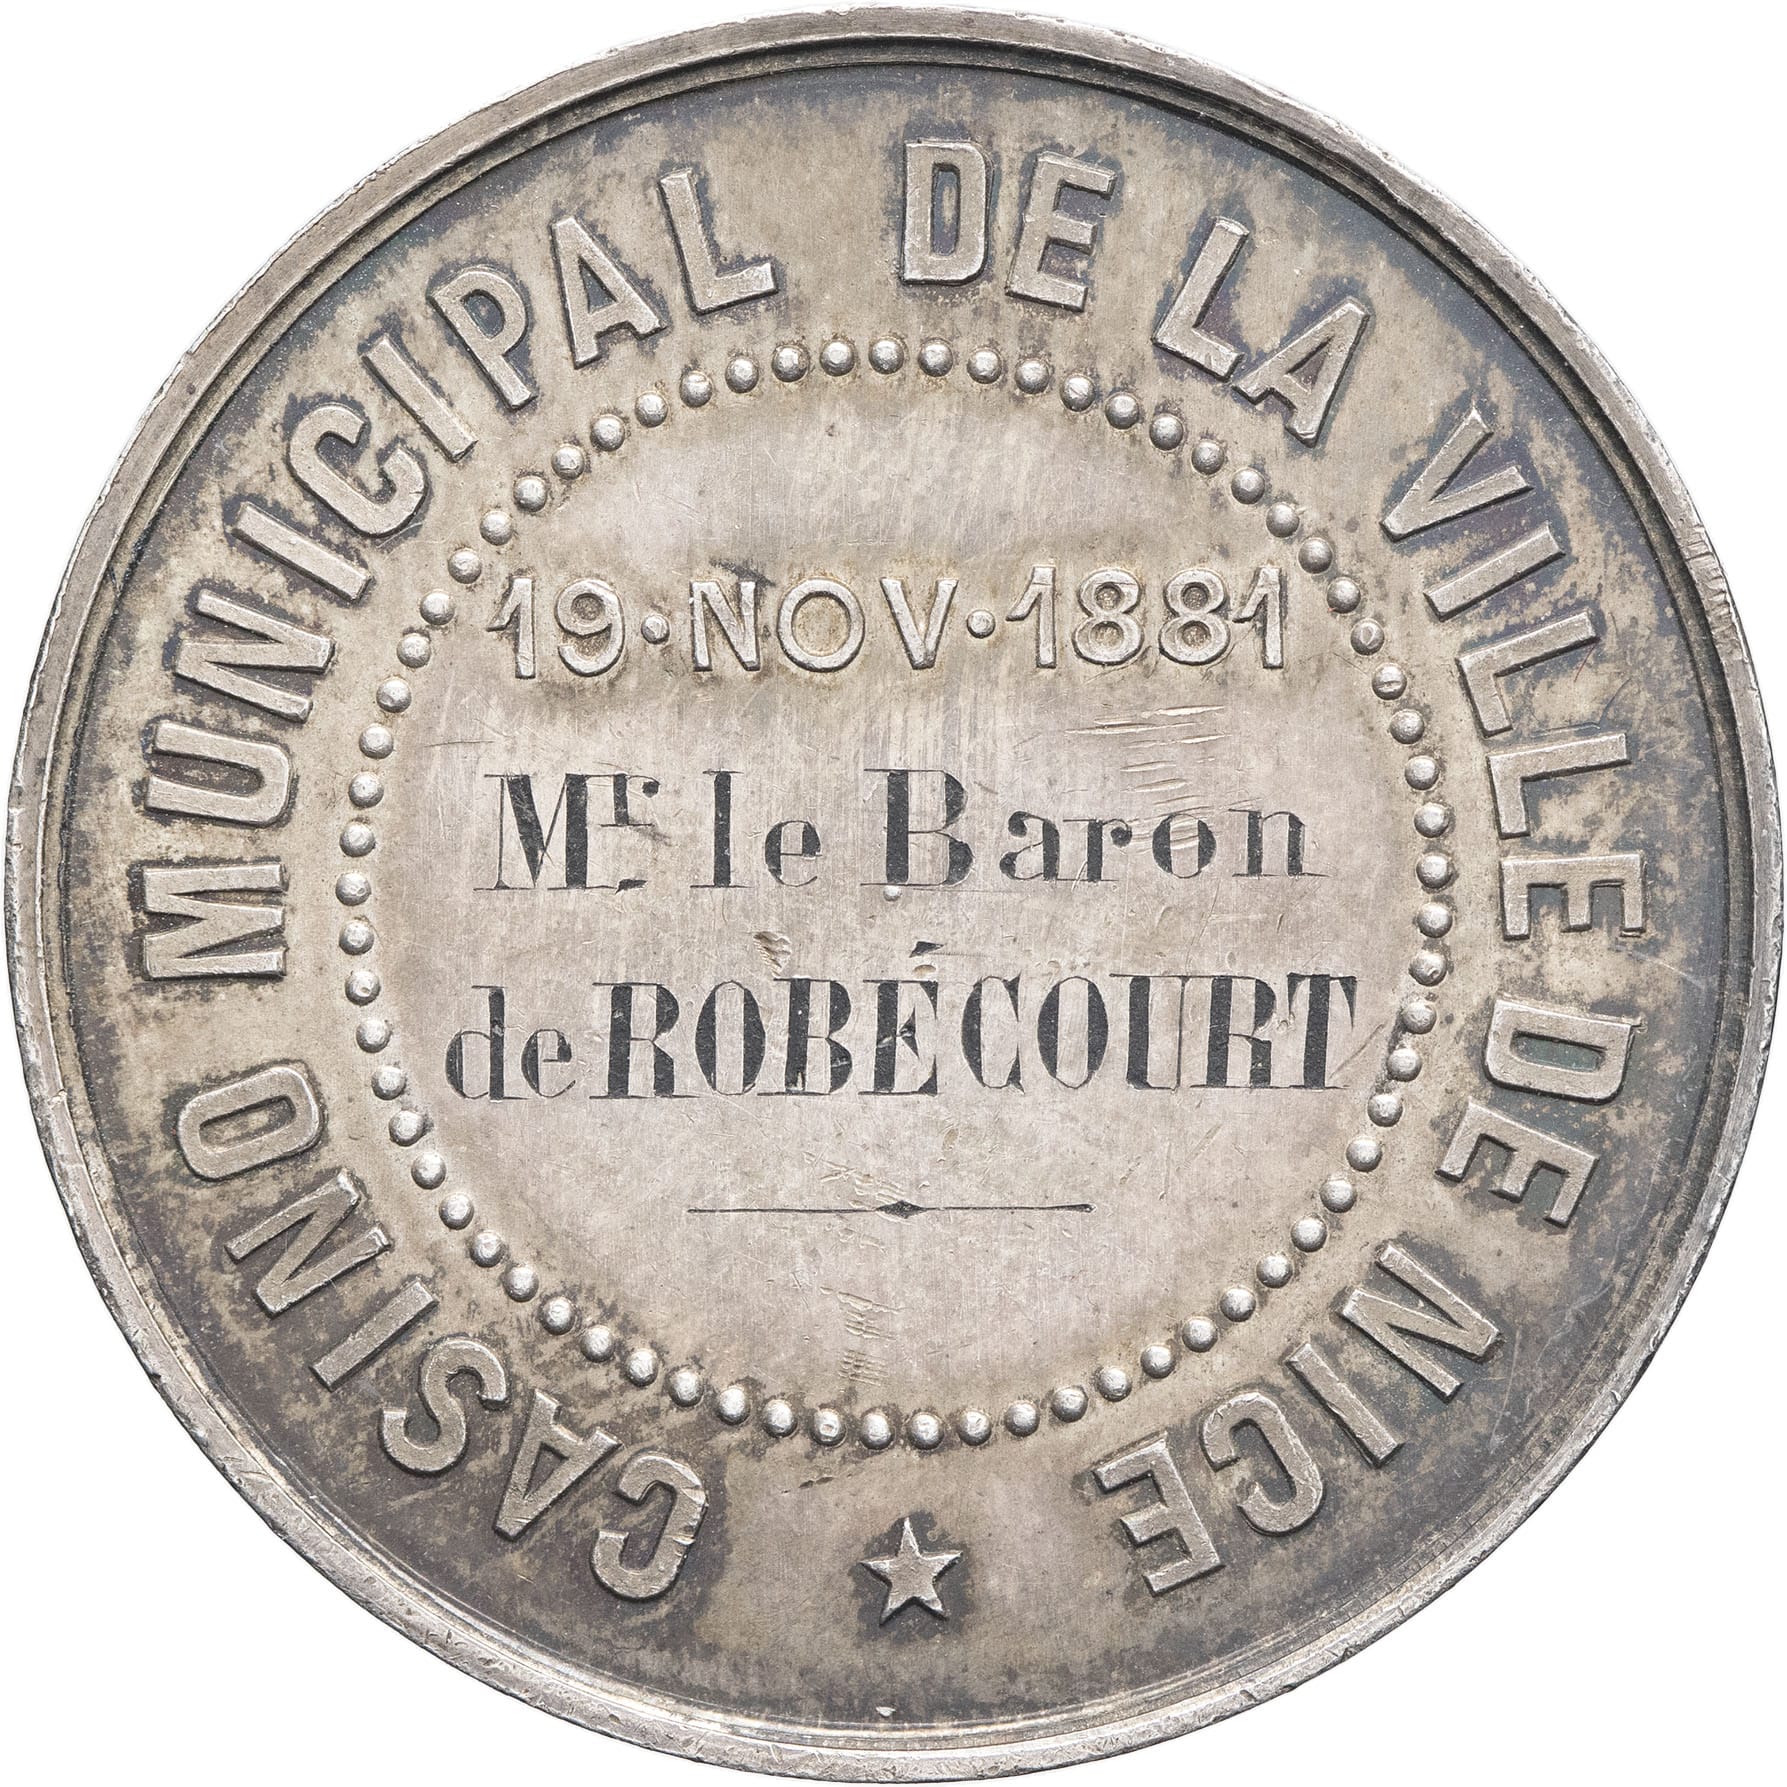 CASINO MUNICIPAL DE LA VILLE DE NICE
19·NOV·1881
Mr. le Baron
de ROBÉCOURT